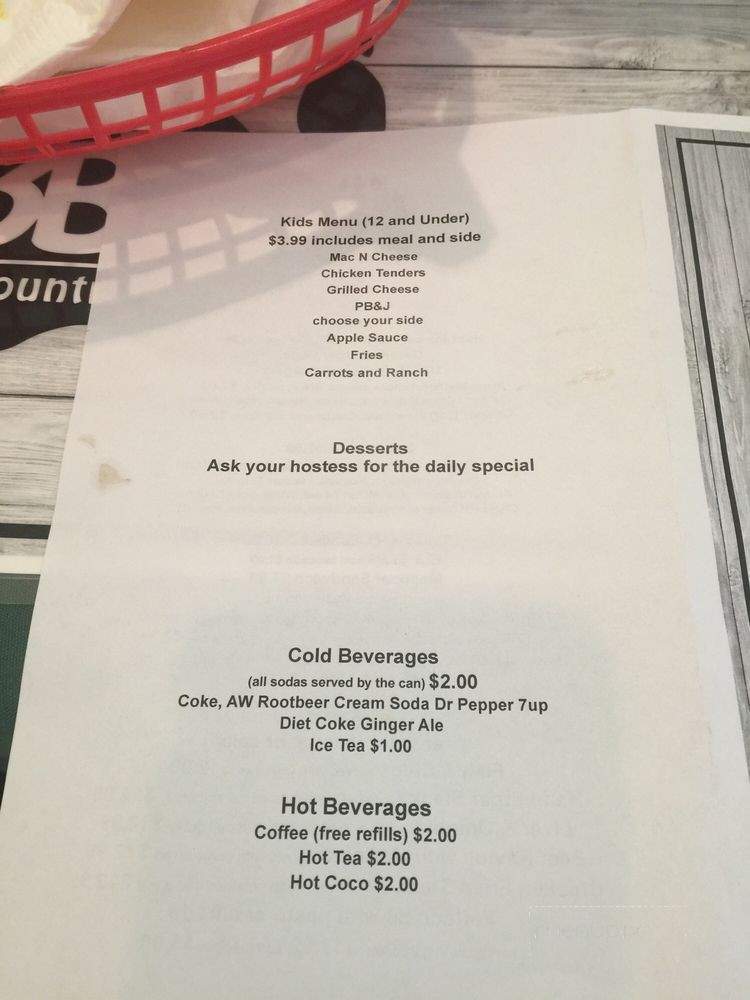 Kids Menu (12 and Under)
$3.99 includes meal and side
Mac N Cheese
Chicken Tenders
Grilled Cheese
PB&J
choose your side
Apple Sauce
Fries
Carrots and Ranch
Desserts
Ask your hostess for the daily special
Cold Beverages
(all sodas served by the can) $2.00
Coke, AW Rootbeer Cream Soda Dr Pepper 7up
Diet Coke Ginger Ale
Ice Tea $1.00
Hot Beverages
Coffee (free refills) $2.00
Hot Tea $2.00
Hot Coco $2.00